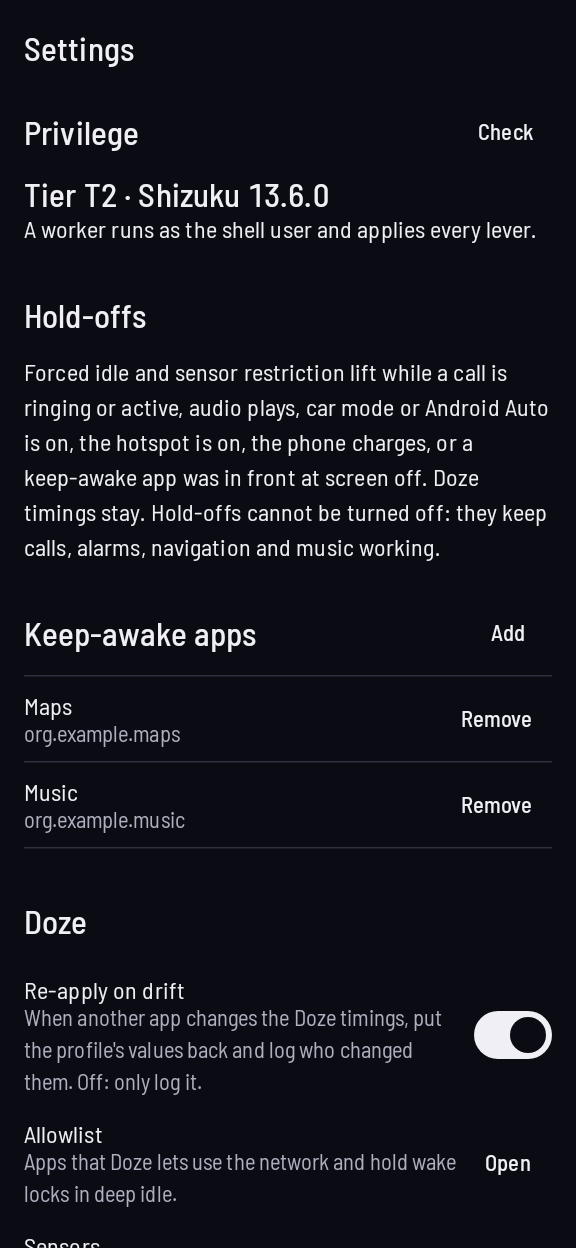 Settings
Privilege
Check
Tier T2 · Shizuku 13.6.0
A worker runs as the shell user and applies every lever.
Hold-offs
Forced idle and sensor restriction lift while a call is
ringing or active, audio plays, car mode or Android Auto
is on, the hotspot is on, the phone charges, or a
keep-awake app was in front at screen off. Doze
timings stay. Hold-offs cannot be turned off: they keep
calls, alarms, navigation and music working.
Keep-awake apps
Add
Maps
org.example.maps
Remove
Music
org.example.music
Remove
Doze
Re-apply on drift
When another app changes the Doze timings, put
the profile's values back and log who changed
them. Off: only log it.
Allowlist
Apps that Doze lets use the network and hold wake
locks in deep idle.
Open
Sensors